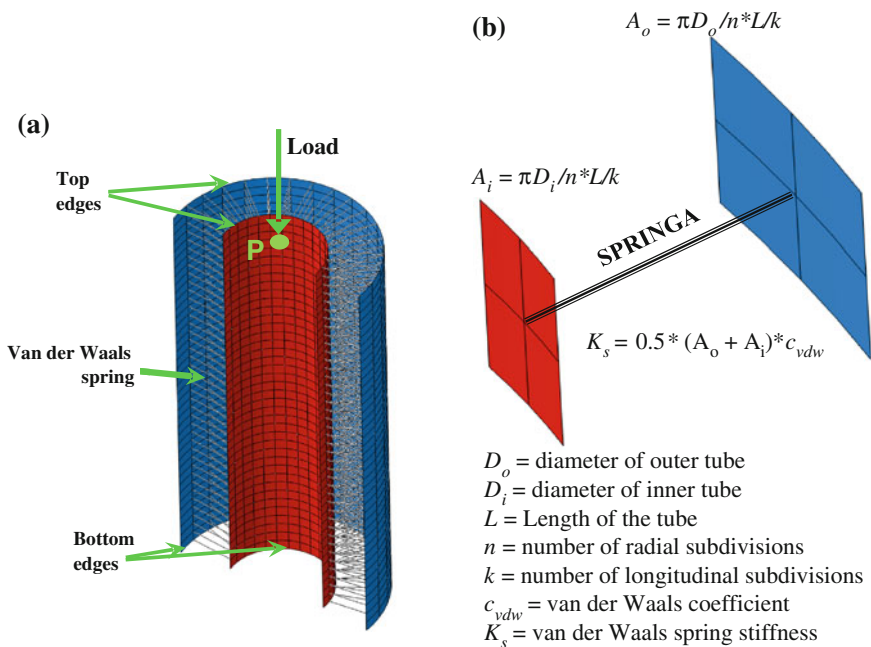 (a)
Load
Top
edges
P
Van der Waals
spring
Bottom
edges
(b)
A_o = πD_o/n*L/k
A_i = πD_i/n*L/k
SPRINGA
K_s = 0.5* (A_o + A_i)*c_vdw
D_o = diameter of outer tube
D_i = diameter of inner tube
L = Length of the tube
n = number of radial subdivisions
k = number of longitudinal subdivisions
c_vdw = van der Waals coefficient
K_s = van der Waals spring stiffness